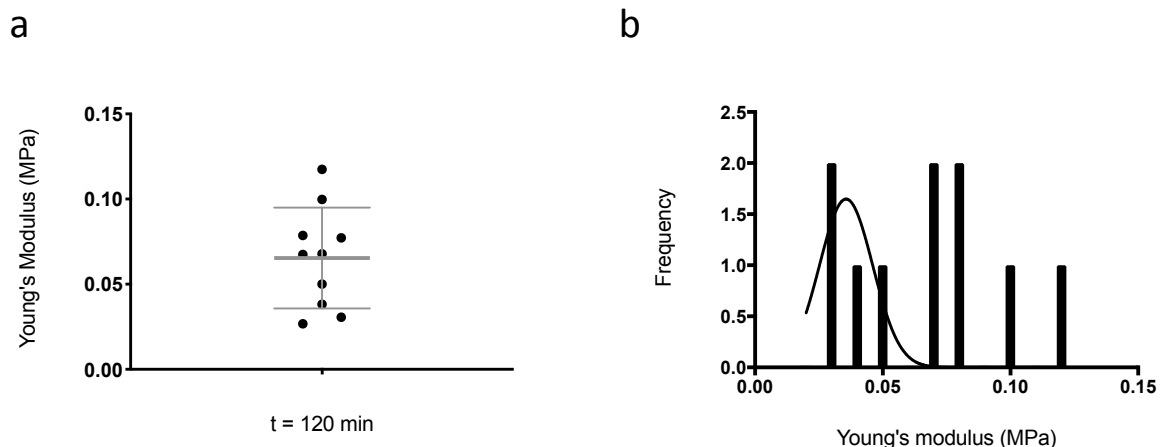 a
Young's Modulus (MPa)
0.15
0.10
0.05
0.00
t = 120 min
b
Frequency
2.5
2.0
1.5
1.0
0.5
0.0
0.00 0.05 0.10 0.15
Young's modulus (MPa)